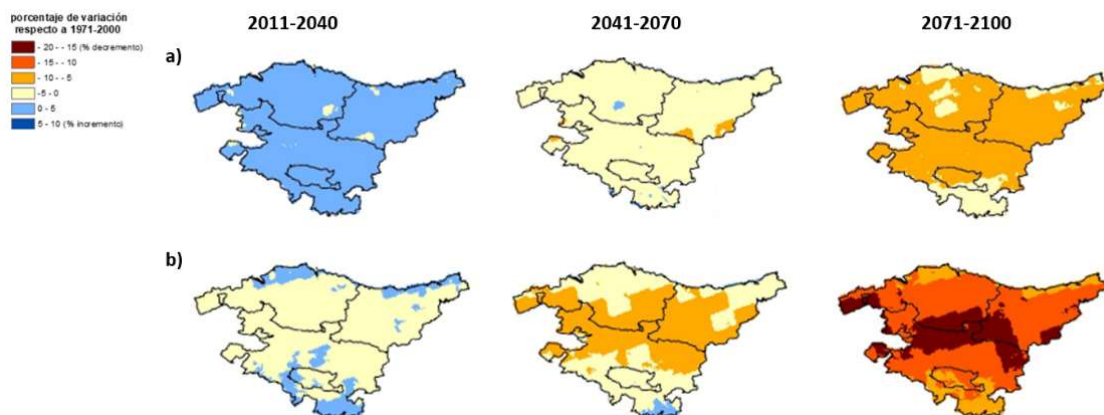 porcentaje de variación
respecto a 1971-2000
- 20 - - 15 (% decremento)
- 15 - - 10
- 10 - - 5
-5 - 0
0 - 5
5 - 10 (% incremento)
2011-2040
2041-2070
2071-2100
a)
b)